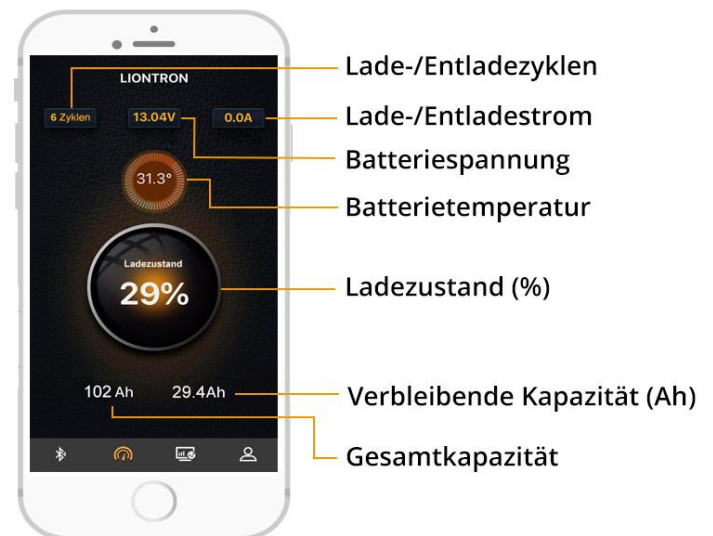 LIONTRON
6 Zyklen
13.04V
0.0A
31.3°
Ladezustand
29%
102 Ah
29.4Ah
Lade-/Entladezyklen
Lade-/Entladestrom
Batteriespannung
Batterietemperatur
Ladezustand (%)
Verbleibende Kapazität (Ah)
Gesamtkapazität